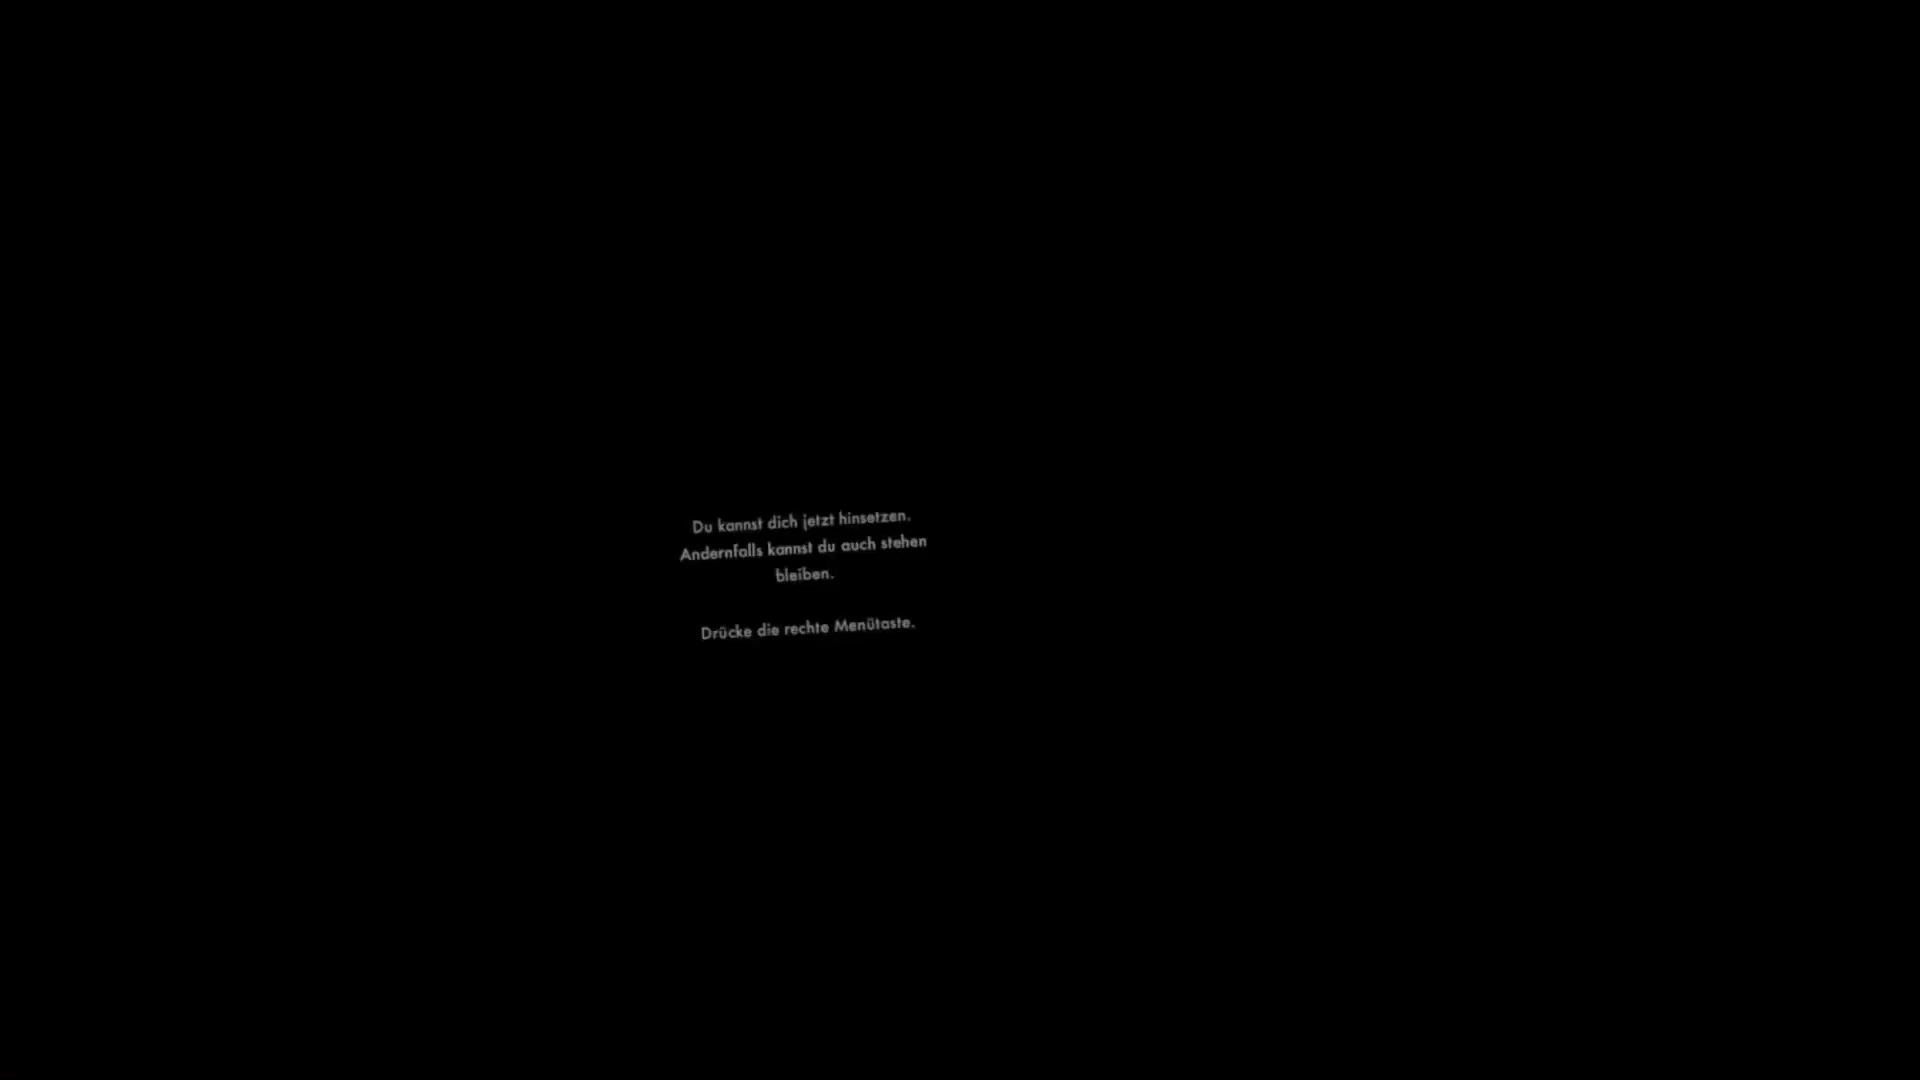 Du kannst dich jetzt hinsetzen.
Andernfalls kannst du auch stehen
bleiben.
Drücke die rechte Menütaste.